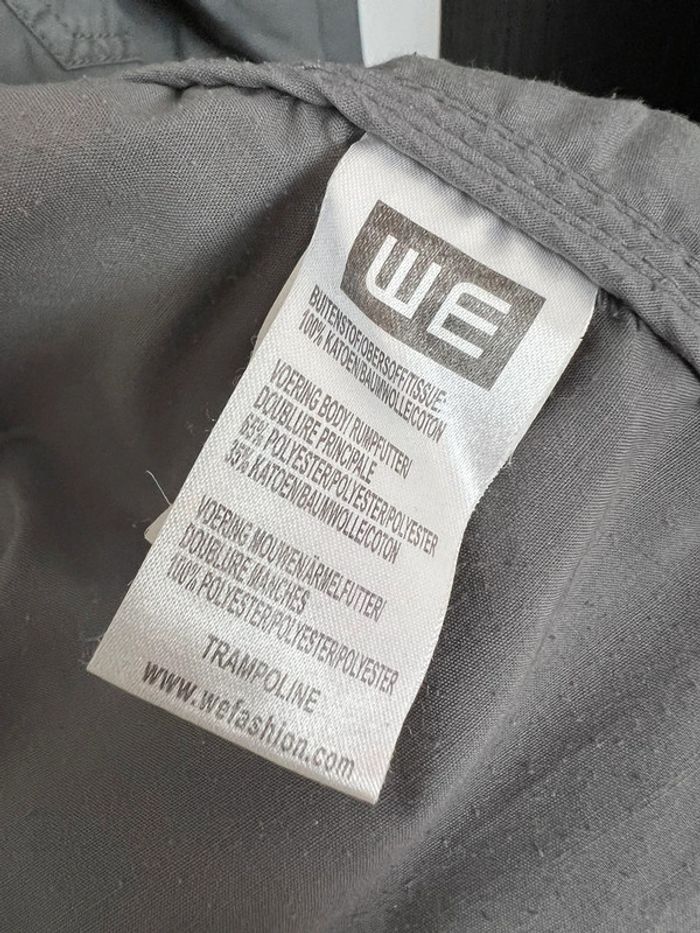 WE
BUITENSTOF/OBERSOFF/TISSUE:
100% KATOEN/BAUMWOLLE/COTON
VOERING BODY/ RUMPFUTTER/
DOUBLURE PRINCIPALE
65% POLYESTER/POLYESTER/POLYESTER
35% KATOEN/BAUMWOLLE/COTON
VOERING MOUWEN/ÄRMELFUTTER/
DOUBLURE MANCHES
100% POLYESTER/POLYESTER/POLYESTER
TRAMPOLINE
www.wefashion.com